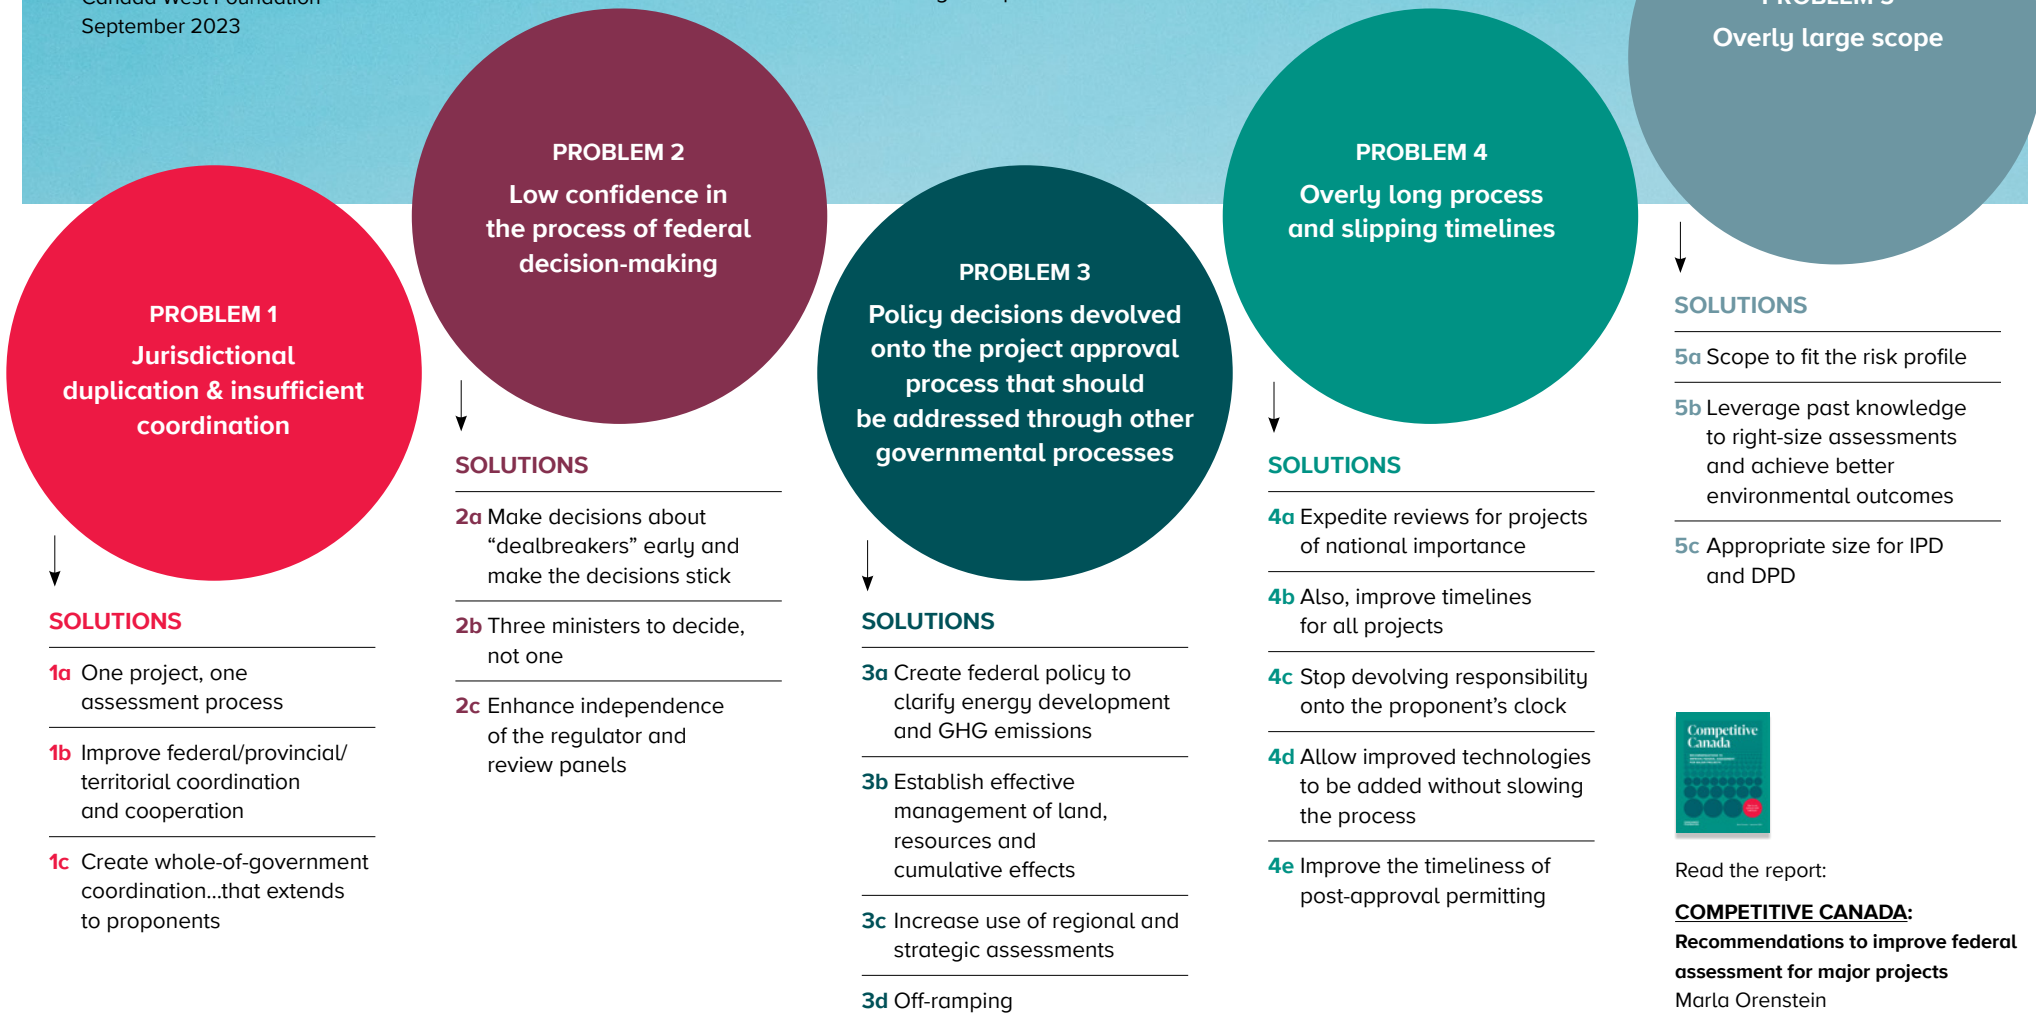 September 2023
PROBLEM 1
Jurisdictional
duplication & insufficient
coordination
SOLUTIONS
1a One project, one
assessment process
1b Improve federal/provincial/
territorial coordination
and cooperation
1c Create whole-of-government
coordination...that extends
to proponents
PROBLEM 2
Low confidence in
the process of federal
decision-making
SOLUTIONS
2a Make decisions about
“dealbreakers” early and
make the decisions stick
2b Three ministers to decide,
not one
2c Enhance independence
of the regulator and
review panels
PROBLEM 3
Policy decisions devolved
onto the project approval
process that should
be addressed through other
governmental processes
SOLUTIONS
3a Create federal policy to
clarify energy development
and GHG emissions
3b Establish effective
management of land,
resources and
cumulative effects
3c Increase use of regional and
strategic assessments
3d Off-ramping
PROBLEM 4
Overly long process
and slipping timelines
SOLUTIONS
4a Expedite reviews for projects
of national importance
4b Also, improve timelines
for all projects
4c Stop devolving responsibility
onto the proponent’s clock
4d Allow improved technologies
to be added without slowing
the process
4e Improve the timeliness of
post-approval permitting
PROBLEM 5
Overly large scope
SOLUTIONS
5a Scope to fit the risk profile
5b Leverage past knowledge
to right-size assessments
and achieve better
environmental outcomes
5c Appropriate size for IPD
and DPD
Competitive
Canada
Read the report:
COMPETITIVE CANADA:
Recommendations to improve federal
assessment for major projects
Marla Orenstein